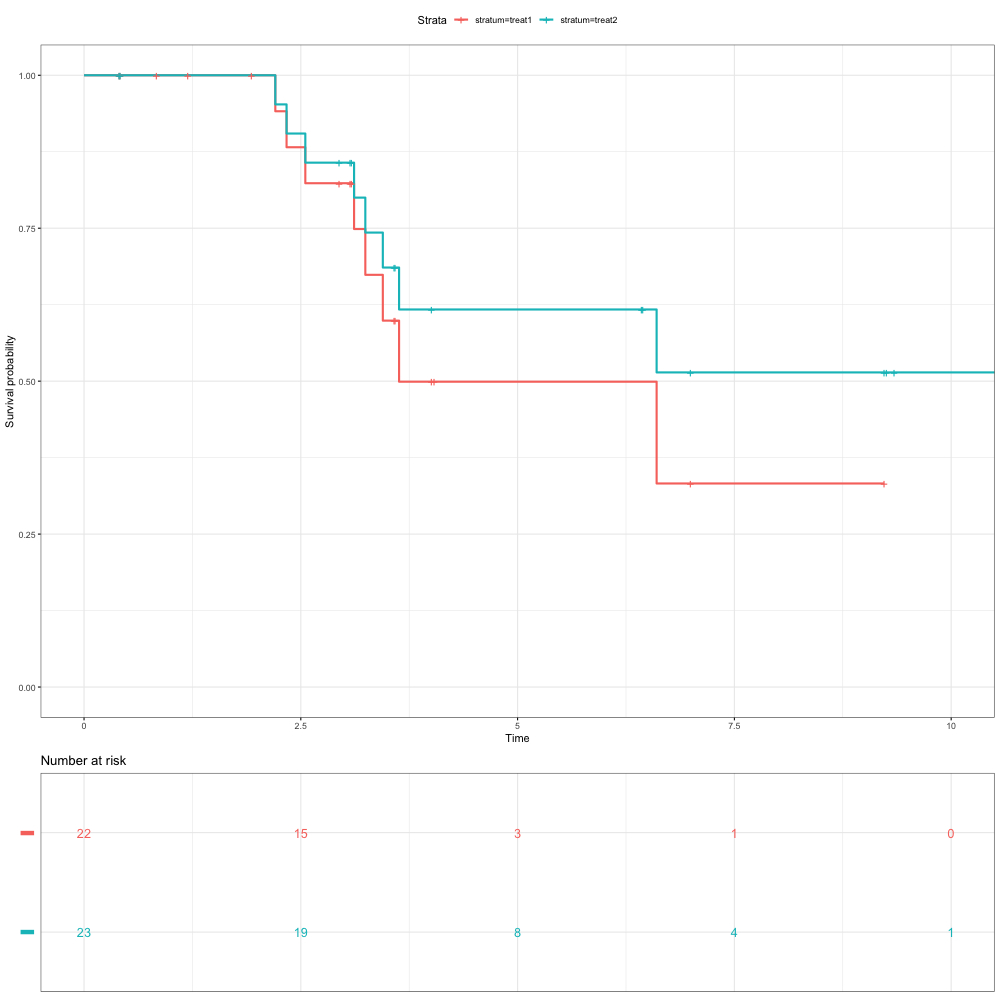 Strata stratum=treat1 stratum=treat2
1.00
0.75
0.50
0.25
0.00
Survival probability
0 2.5 5 7.5 10
Time
Number at risk
22 15 3 1 0
23 19 8 4 1